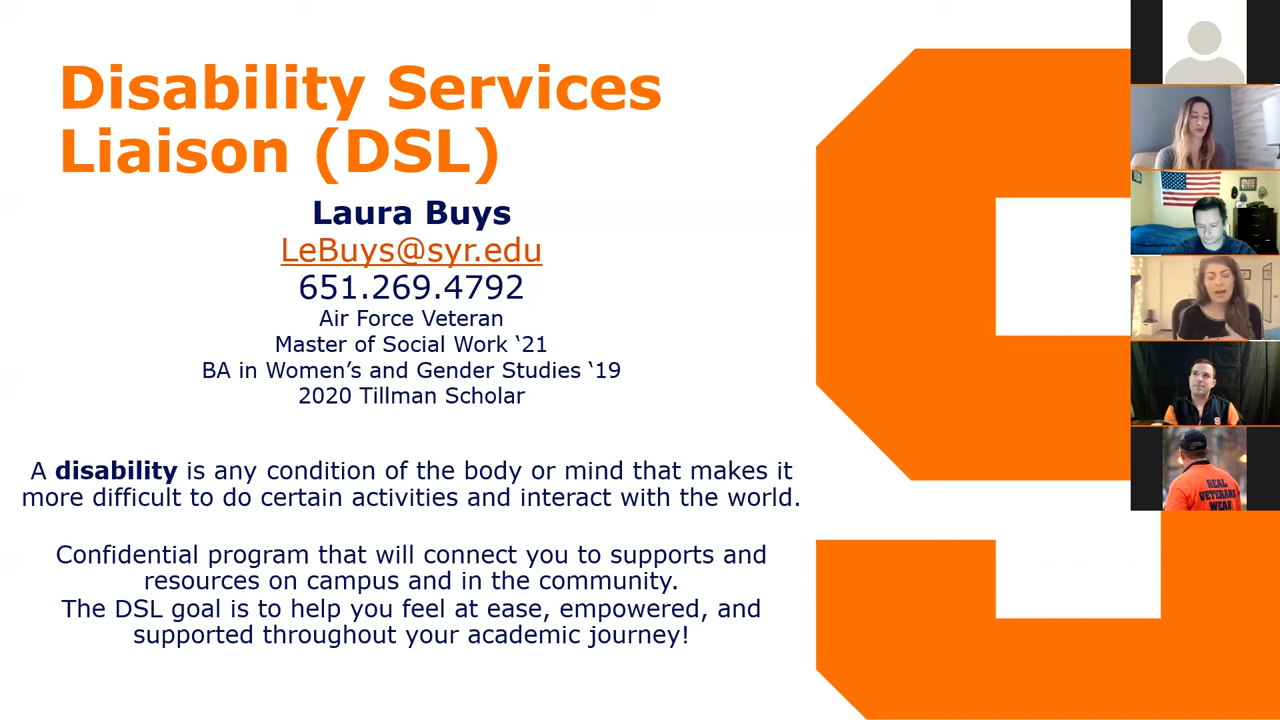 Disability Services
Liaison (DSL)
Laura Buys
LeBuys@syr.edu
651.269.4792
Air Force Veteran
Master of Social Work ‘21
BA in Women’s and Gender Studies ‘19
2020 Tillman Scholar
A disability is any condition of the body or mind that makes it
more difficult to do certain activities and interact with the world.
Confidential program that will connect you to supports and
resources on campus and in the community.
The DSL goal is to help you feel at ease, empowered, and
supported throughout your academic journey!
REAL
VETERANS
WEAR